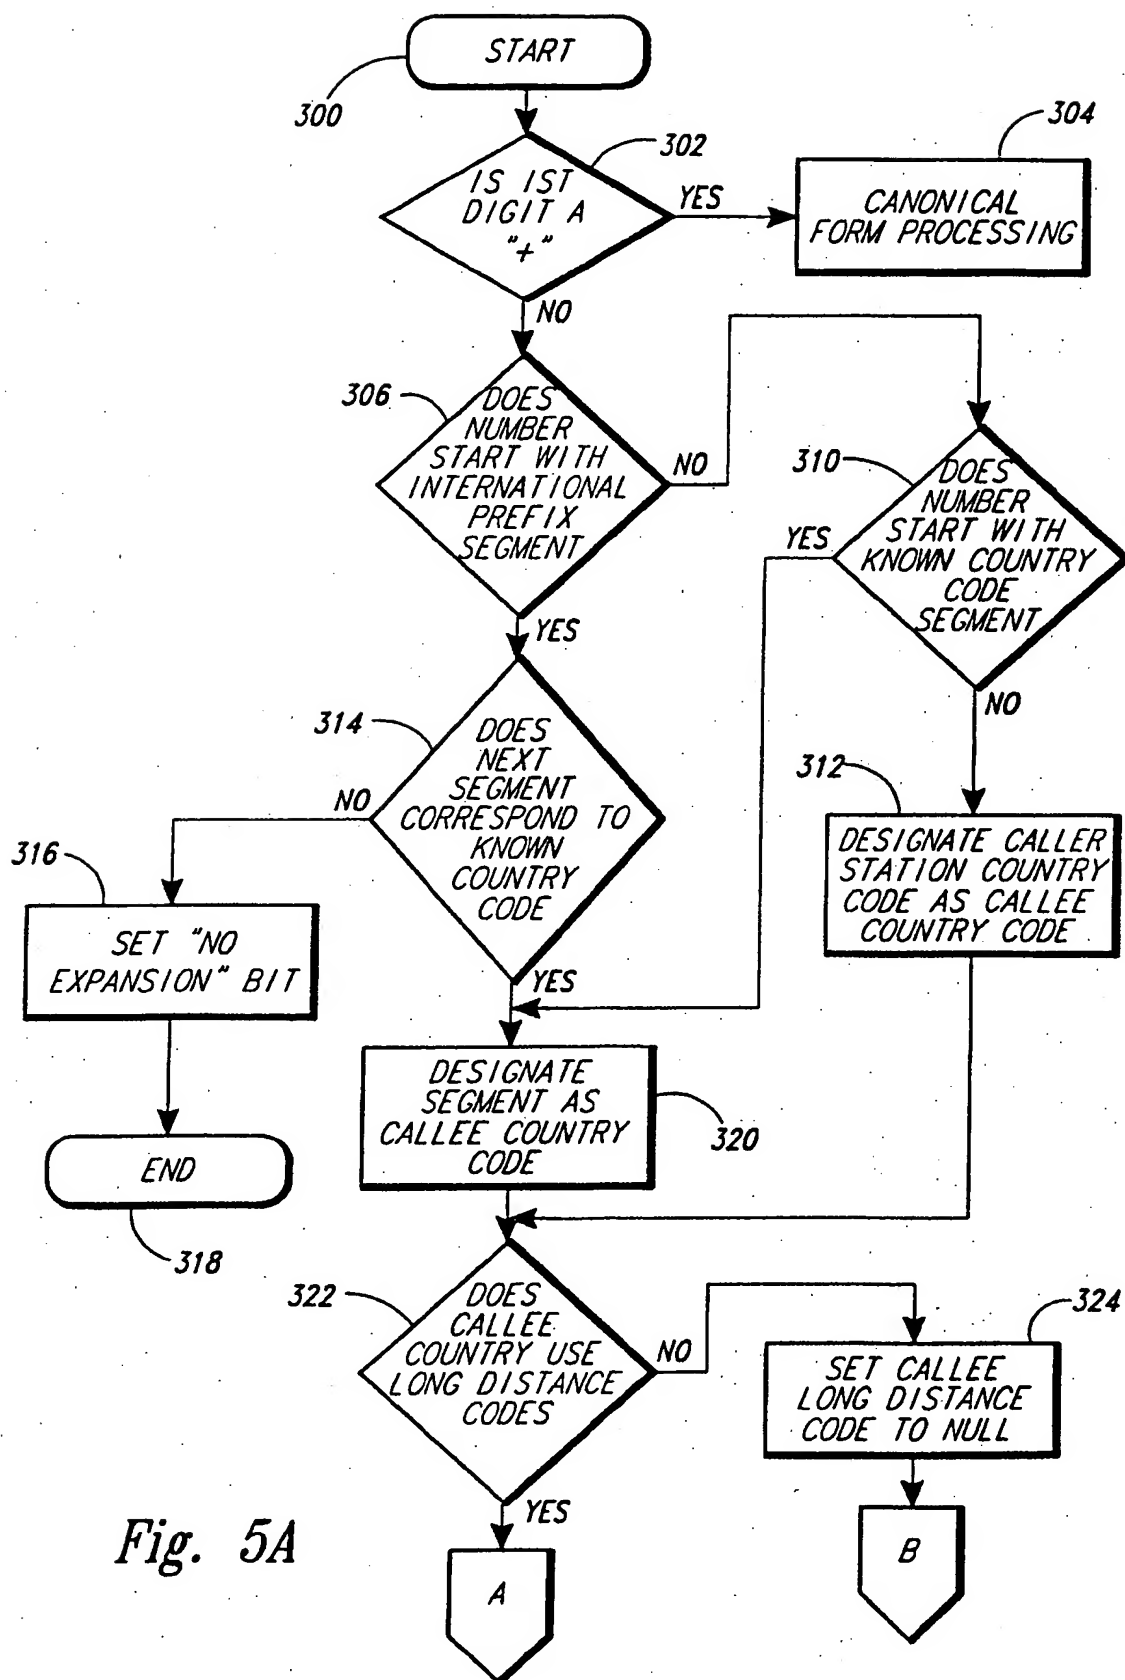 START
300
302
304
IS IST
DIGIT A
"+"
YES
CANONICAL
FORM PROCESSING
NO
306
DOES
NUMBER
START WITH
INTERNATIONAL
PREFIX
SEGMENT
NO
310
DOES
NUMBER
START WITH
KNOWN COUNTRY
CODE
SEGMENT
YES
YES
NO
314
DOES
NEXT
SEGMENT
CORRESPOND TO
KNOWN
COUNTRY
CODE
NO
312
DESIGNATE CALLER
STATION COUNTRY
CODE AS CALLEE
COUNTRY CODE
316
SET "NO
EXPANSION" BIT
YES
DESIGNATE
SEGMENT AS
CALLEE COUNTRY
CODE
320
END
318
322
DOES
CALLEE
COUNTRY USE
LONG DISTANCE
CODES
NO
324
SET CALLEE
LONG DISTANCE
CODE TO NULL
YES
Fig. 5A
A
B